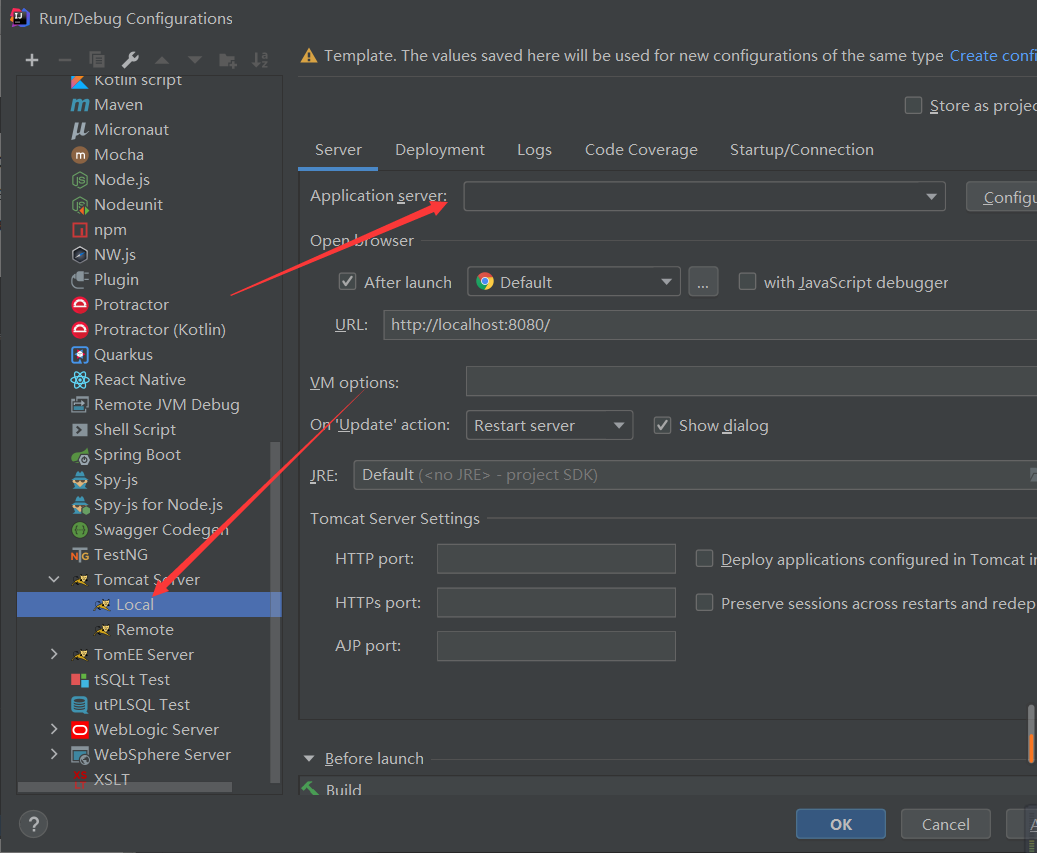 Run/Debug Configurations
Template. The values saved here will be used for new configurations of the same type Create confi
Store as projec
Kotlin script
Maven
Micronaut
Mocha
Node.js
Nodeunit
npm
NW.js
Plugin
Protractor
Protractor (Kotlin)
Quarkus
React Native
Remote JVM Debug
Shell Script
Spring Boot
Spy-js
Spy-js for Node.js
Swagger Codegen
TestNG
Tomcat Server
Local
Remote
TomEE Server
tSQLt Test
utPLSQL Test
WebLogic Server
WebSphere Server
XSLT
Server Deployment Logs Code Coverage Startup/Connection
Application server: Configu
Open browser
After launch Default ... with JavaScript debugger
URL: http://localhost:8080/
VM options:
On 'Update' action: Restart server Show dialog
JRE: Default (<no JRE> - project SDK)
Tomcat Server Settings
HTTP port: Deploy applications configured in Tomcat in
HTTPs port: Preserve sessions across restarts and redep
AJP port:
Before launch
Build
? OK Cancel A